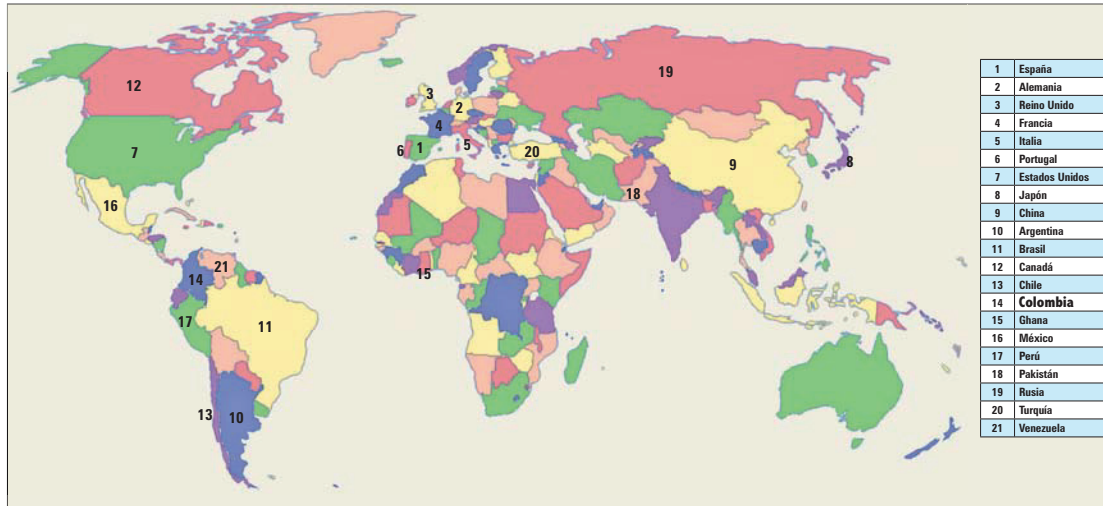 12
19
3
2
4
7
6
1
5
20
9
8
16
18
21
14
15
17
11
13
10
1 España
2 Alemania
3 Reino Unido
4 Francia
5 Italia
6 Portugal
7 Estados Unidos
8 Japón
9 China
10 Argentina
11 Brasil
12 Canadá
13 Chile
14 Colombia
15 Ghana
16 México
17 Perú
18 Pakistán
19 Rusia
20 Turquía
21 Venezuela